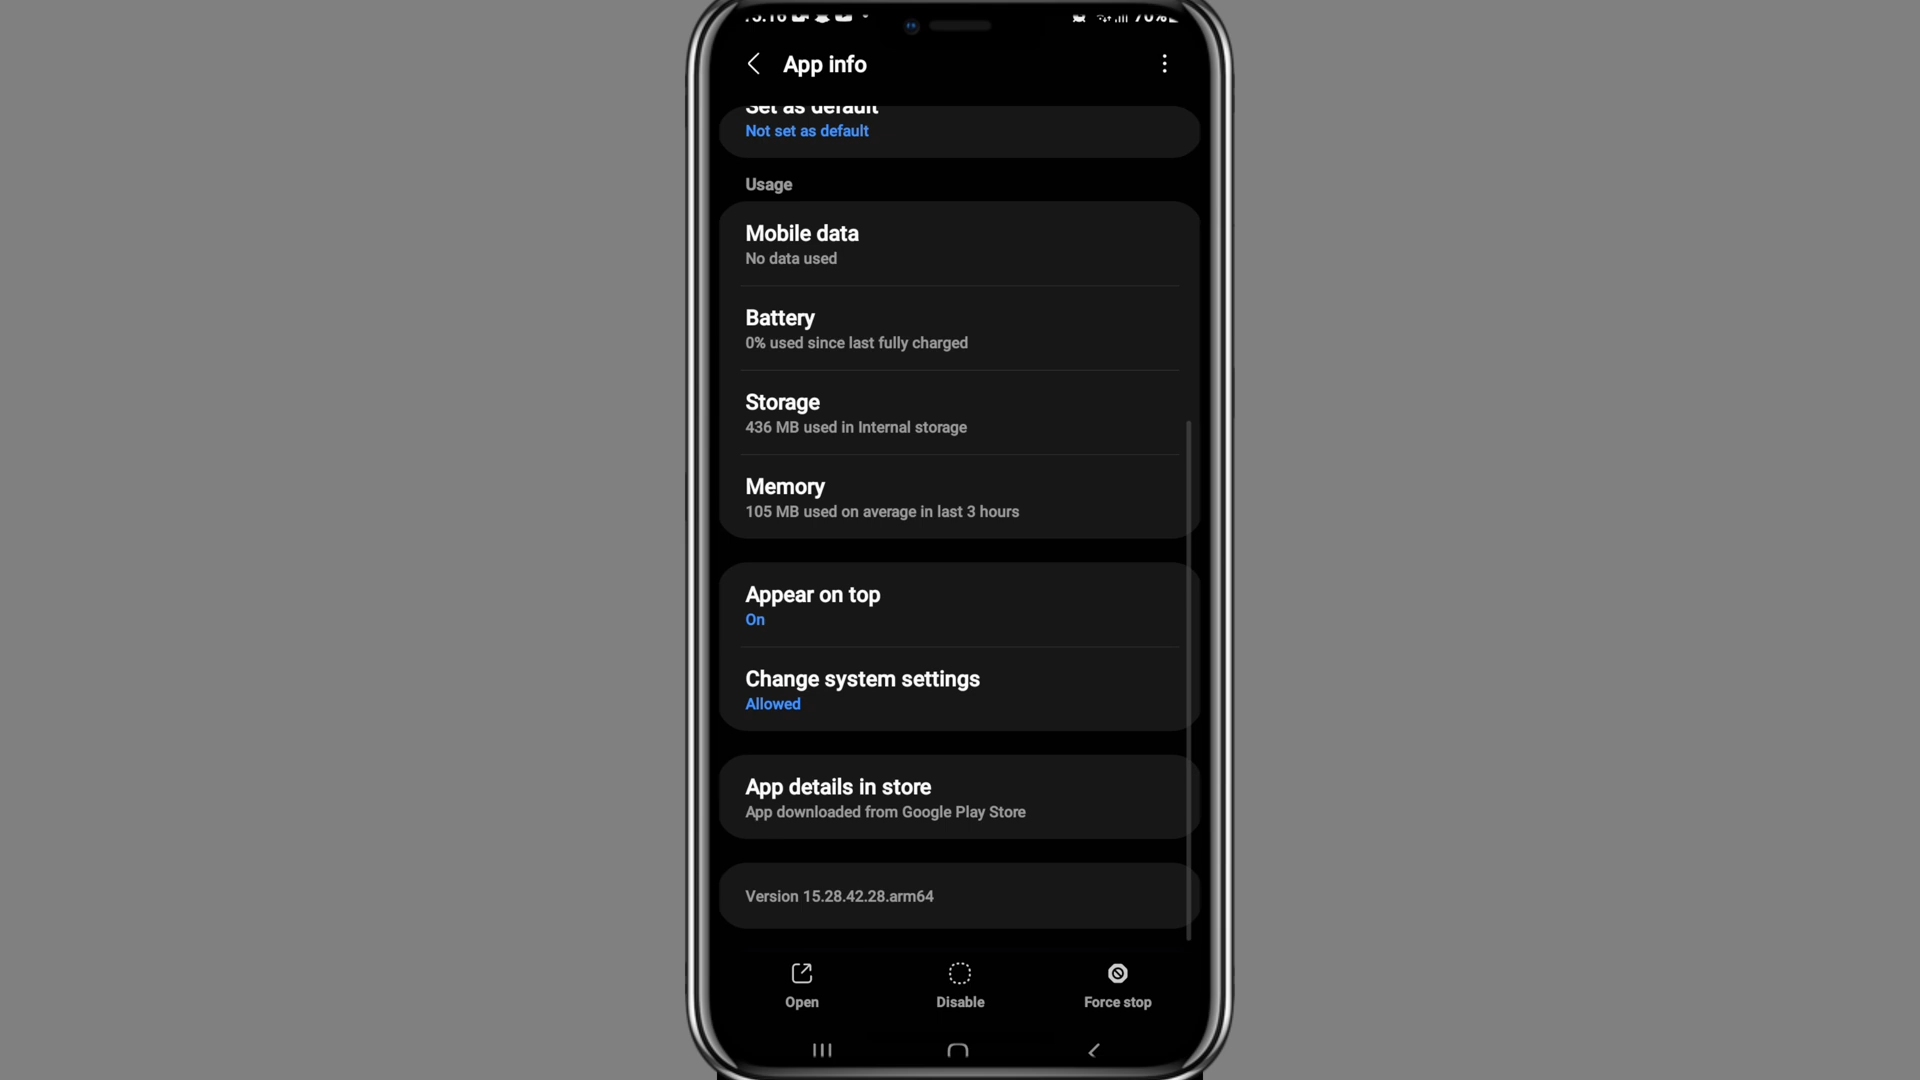 App info
Set as default
Not set as default
Usage
Mobile data
No data used
Battery
0% used since last fully charged
Storage
436 MB used in Internal storage
Memory
105 MB used on average in last 3 hours
Appear on top
On
Change system settings
Allowed
App details in store
App downloaded from Google Play Store
Version 15.28.42.28.arm64
Open
Disable
Force stop